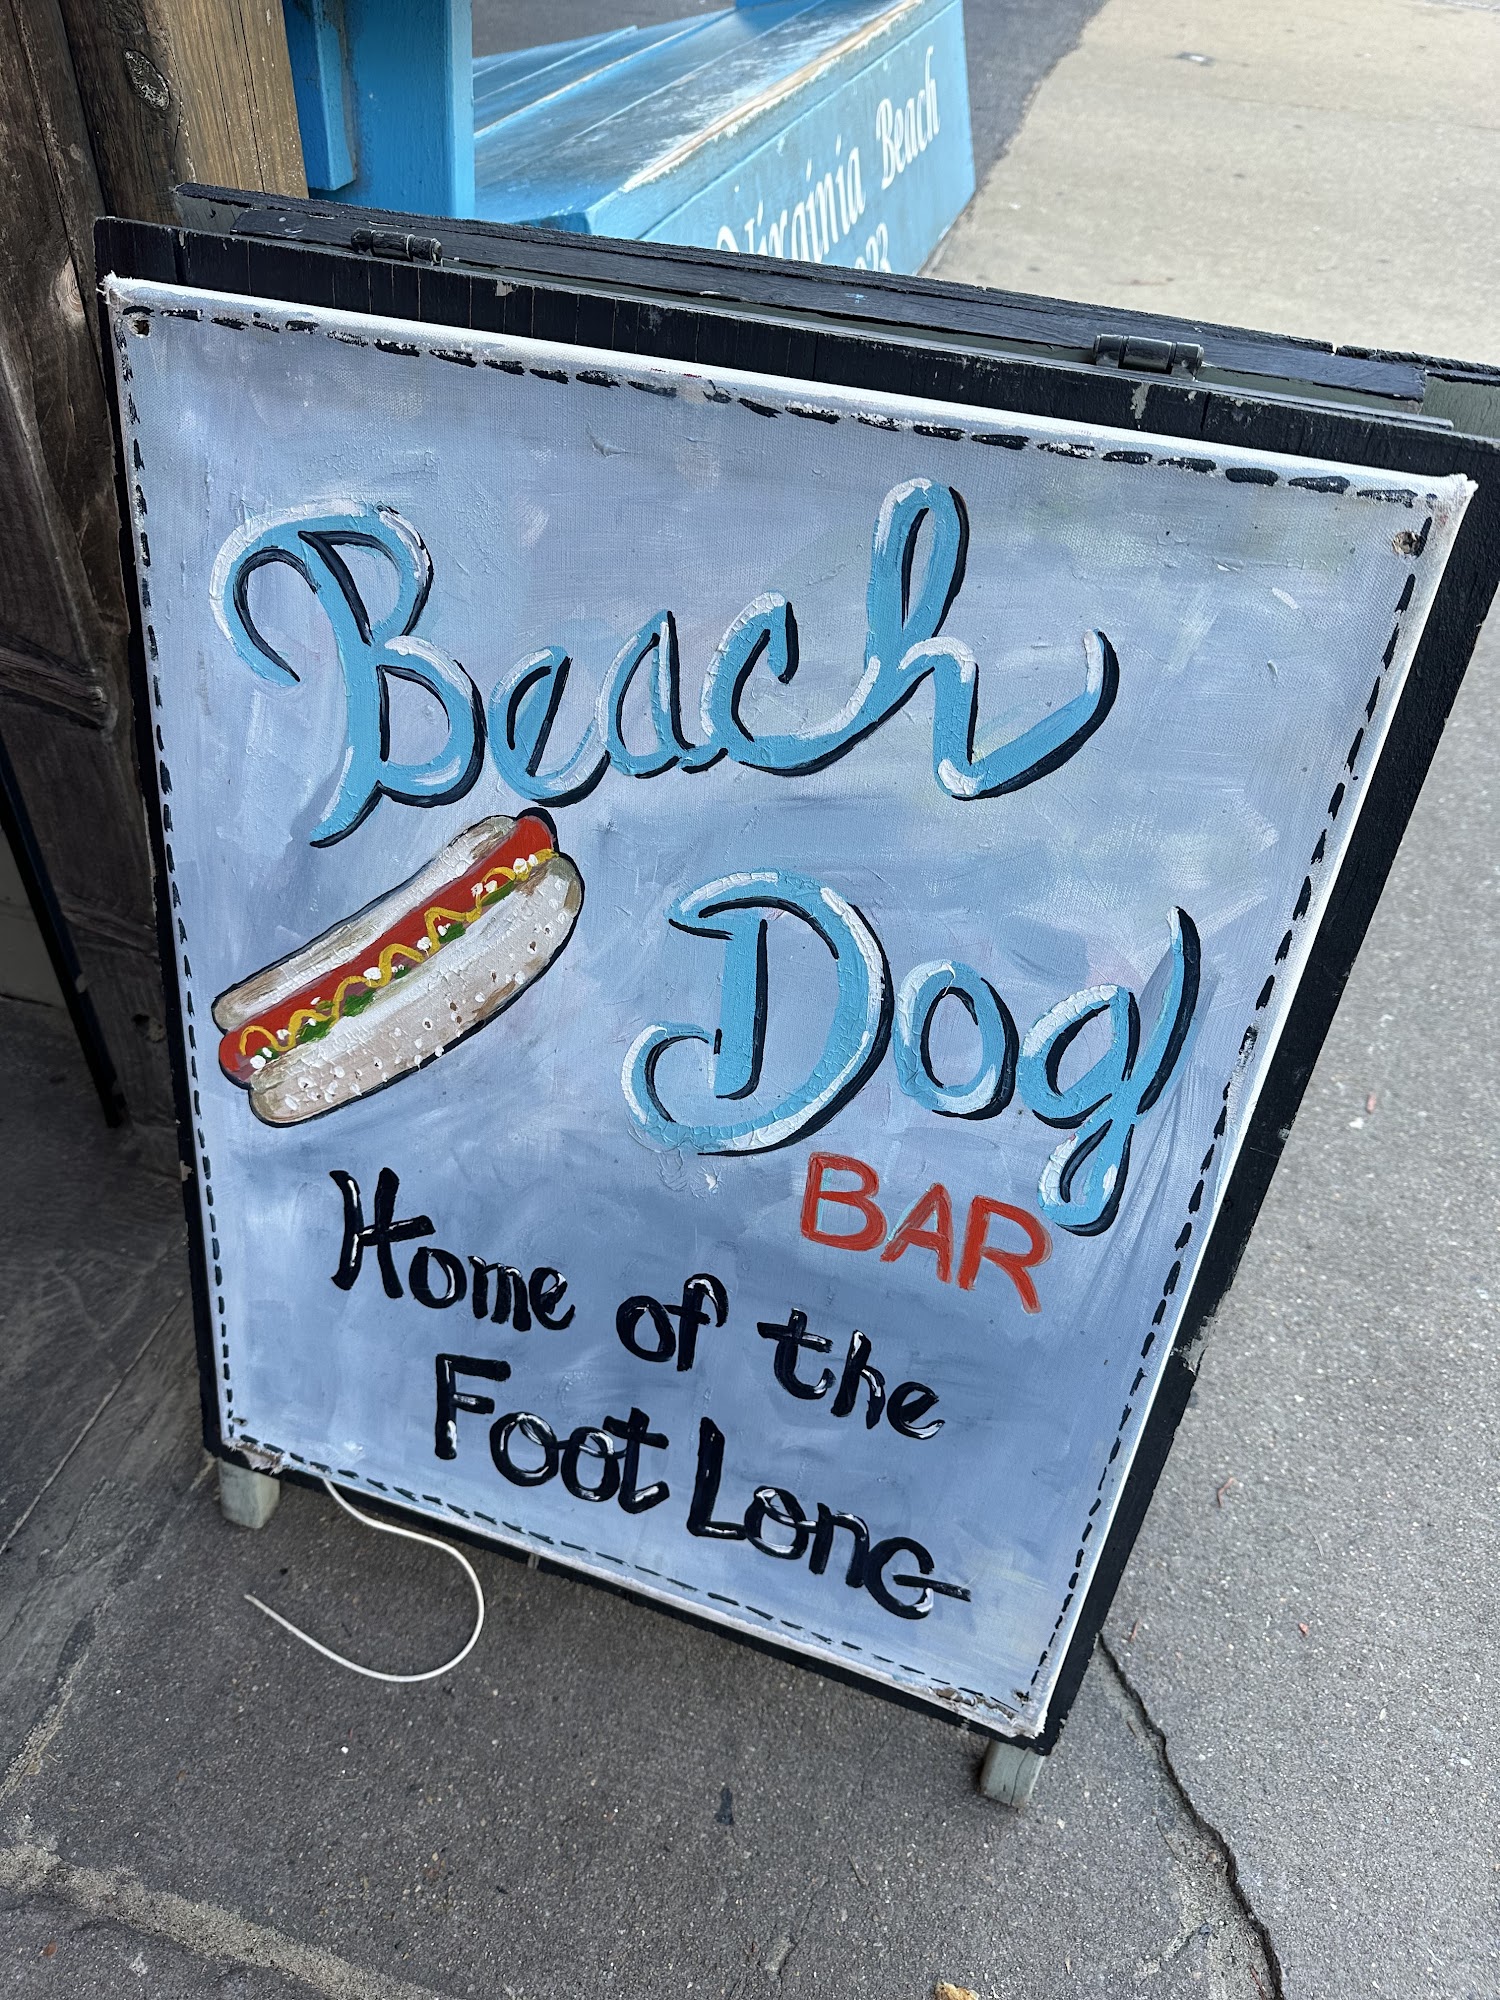 Virginia Beach
Beach
Dog
BAR
Home of the
Foot Long